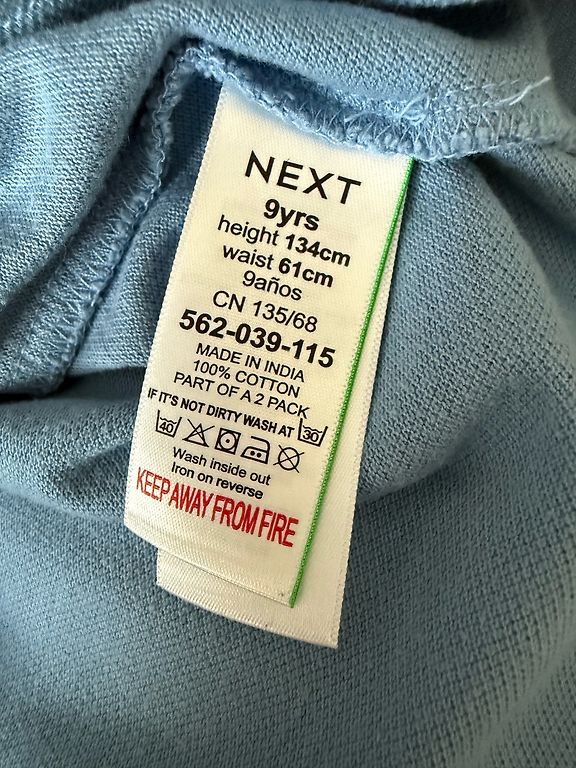 NEXT
9yrs
height 134cm
waist 61cm
9años
CN 135/68
562-039-115
MADE IN INDIA
100% COTTON
PART OF A 2 PACK
IF IT'S NOT DIRTY WASH AT 30
40
Wash inside out
Iron on reverse
KEEP AWAY FROM FIRE